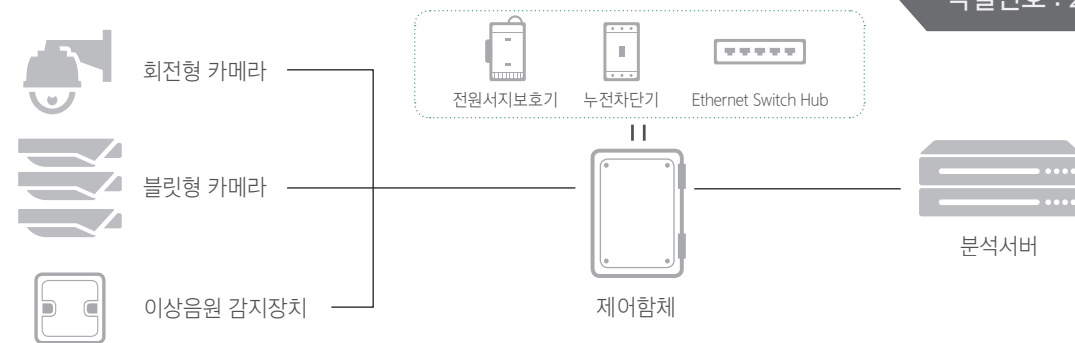 회전형 카메라
전원서지보호기 누전차단기 Ethernet Switch Hub
블릿형 카메라
분석서버
이상음원 감지장치
제어함체